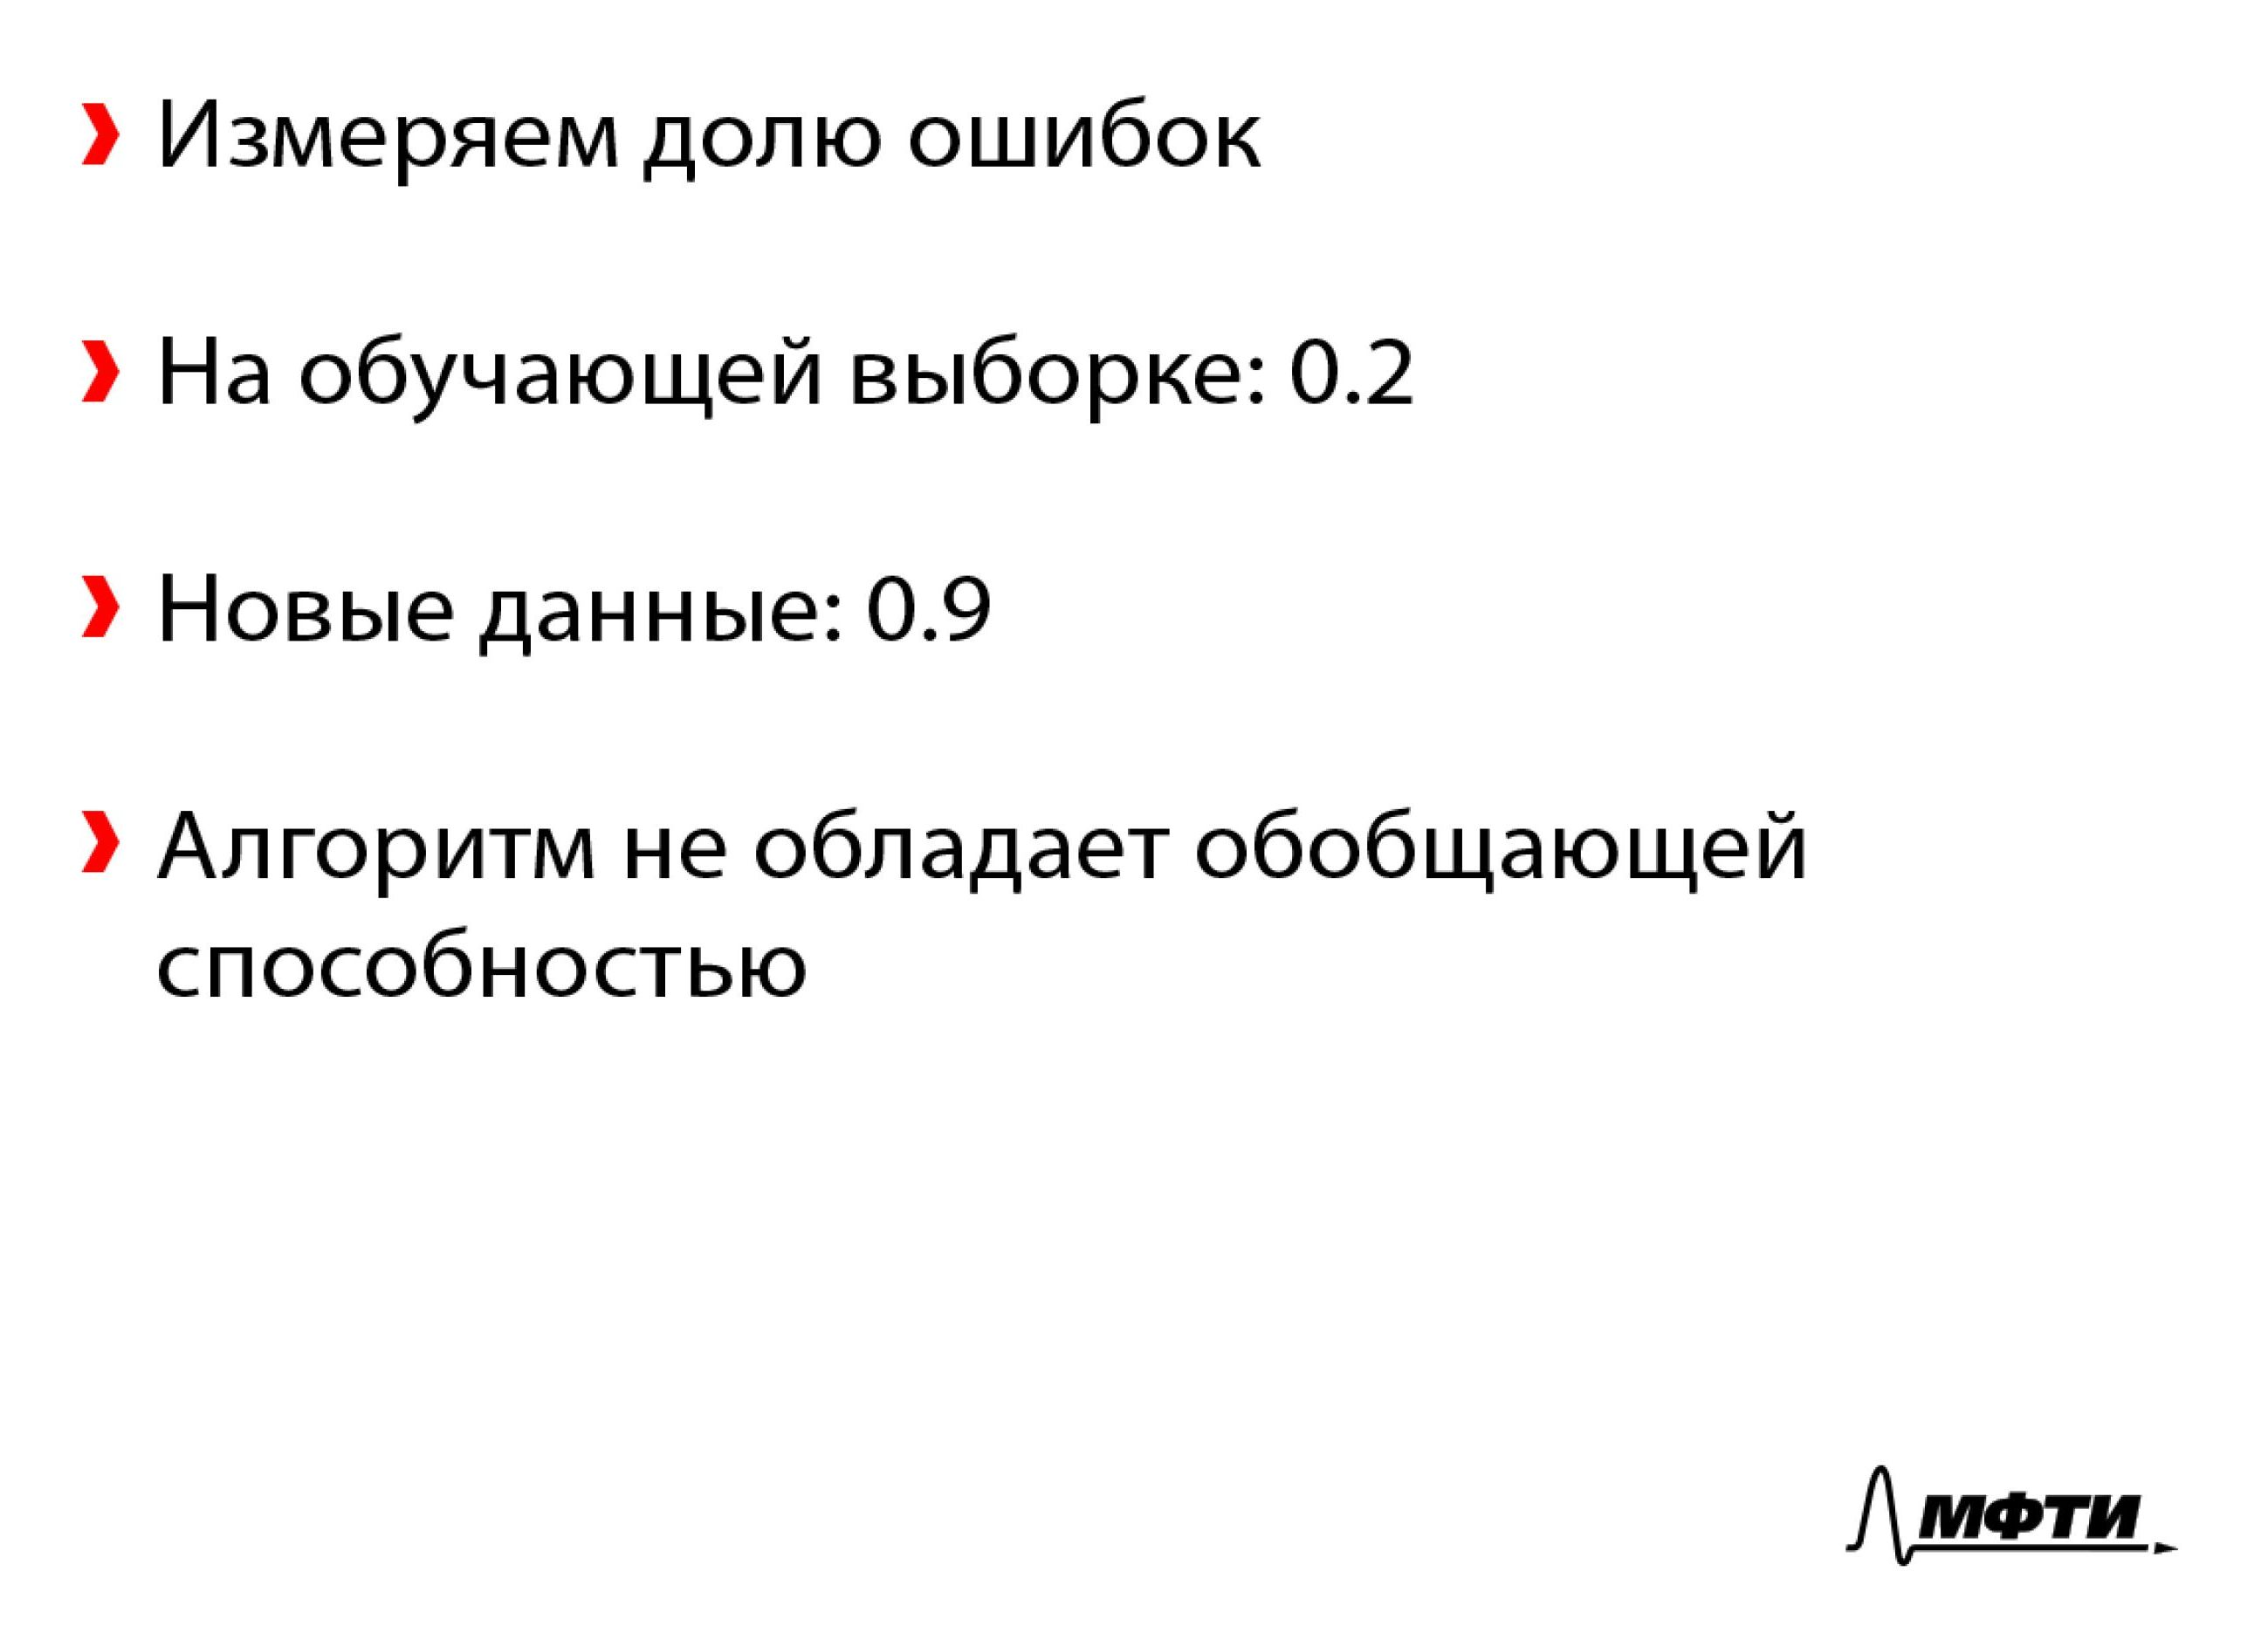 Измеряем долю ошибок
На обучающей выборке: 0.2
Новые данные: 0.9
Алгоритм не обладает обобщающей
способностью
МФТИ